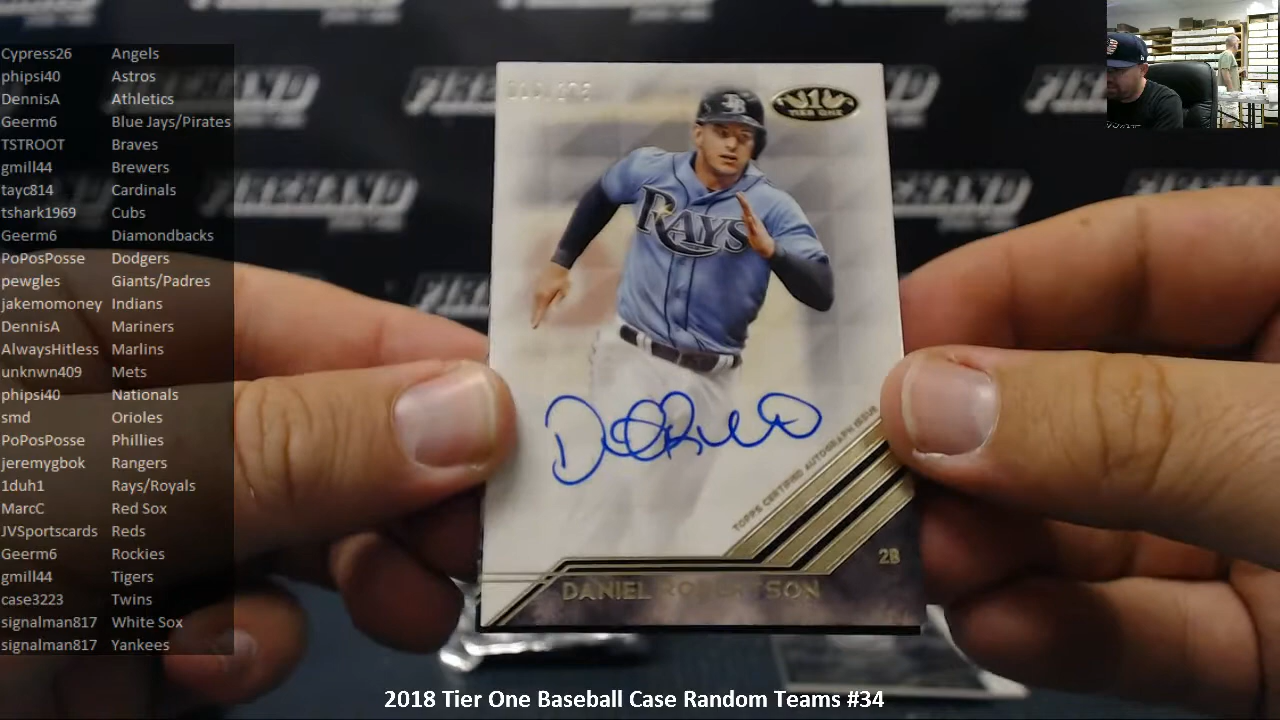 Cypress26 Angels
phipsi40 Astros
DennisA Athletics
Geerm6 Blue Jays/Pirates
TSTROOT Braves
gmill44 Brewers
tayc814 Cardinals
tshark1969 Cubs
Geerm6 Diamondbacks
PoPosPosse Dodgers
pewgles Giants/Padres
jakemomoney Indians
DennisA Mariners
AlwaysHitless Marlins
unknwn409 Mets
phipsi40 Nationals
smd Orioles
PoPosPosse Phillies
jeremygbok Rangers
1duh1 Rays/Royals
MarcC Red Sox
JVSportscards Reds
Geerm6 Rockies
gmill44 Tigers
case3223 Twins
signalman817 White Sox
signalman817 Yankees
TIER ONE
RAYS
TOPPS CERTIFIED AUTOGRAPH ISSUE
2B
DANIEL ROBERTSON
FIREHAND
2018 Tier One Baseball Case Random Teams #34